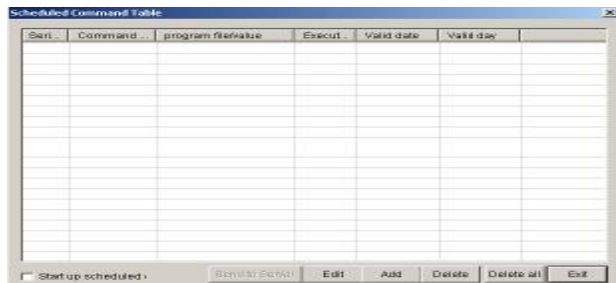 Scheduled Command Table
Seri... Command ... program file/value Execut... Valid date Valid day
Start up scheduled Send to Server Edit Add Delete Delete all Exit